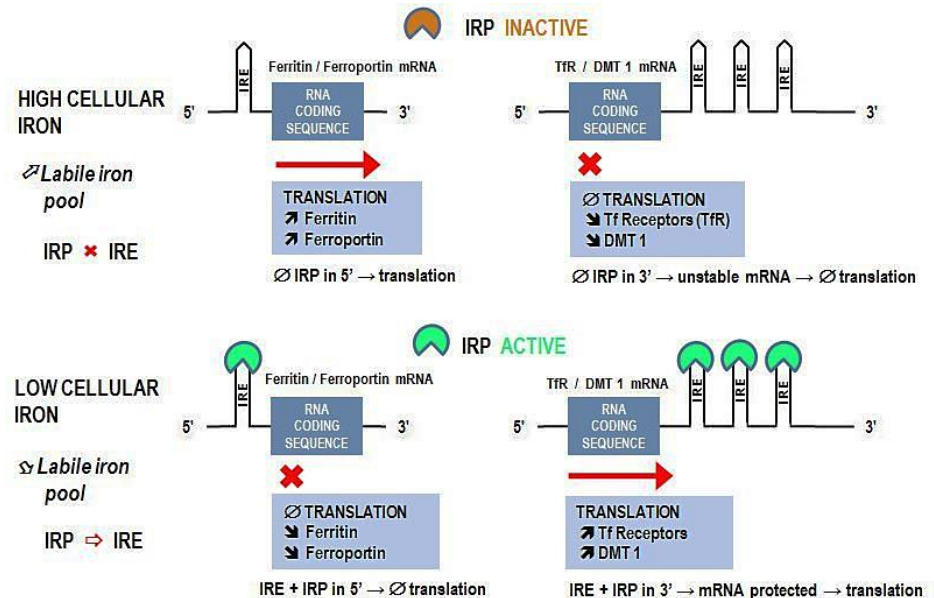 IRP INACTIVE
HIGH CELLULAR
IRON
↗ Labile iron
pool
IRP ✖ IRE
Ferritin / Ferroportin mRNA
5'
IRE
RNA
CODING
SEQUENCE
3'
TRANSLATION
↗ Ferritin
↗ Ferroportin
∅ IRP in 5' → translation
TfR / DMT 1 mRNA
5'
RNA
CODING
SEQUENCE
IRE
IRE
IRE
3'
∅ TRANSLATION
↘ Tf Receptors (TfR)
↘ DMT 1
∅ IRP in 3' → unstable mRNA → ∅ translation
IRP ACTIVE
LOW CELLULAR
IRON
⇘ Labile iron
pool
IRP ⇨ IRE
Ferritin / Ferroportin mRNA
5'
IRE
RNA
CODING
SEQUENCE
3'
∅ TRANSLATION
↘ Ferritin
↘ Ferroportin
IRE + IRP in 5' → ∅ translation
TfR / DMT 1 mRNA
5'
RNA
CODING
SEQUENCE
IRE
IRE
IRE
3'
TRANSLATION
↗ Tf Receptors
↗ DMT 1
IRE + IRP in 3' → mRNA protected → translation